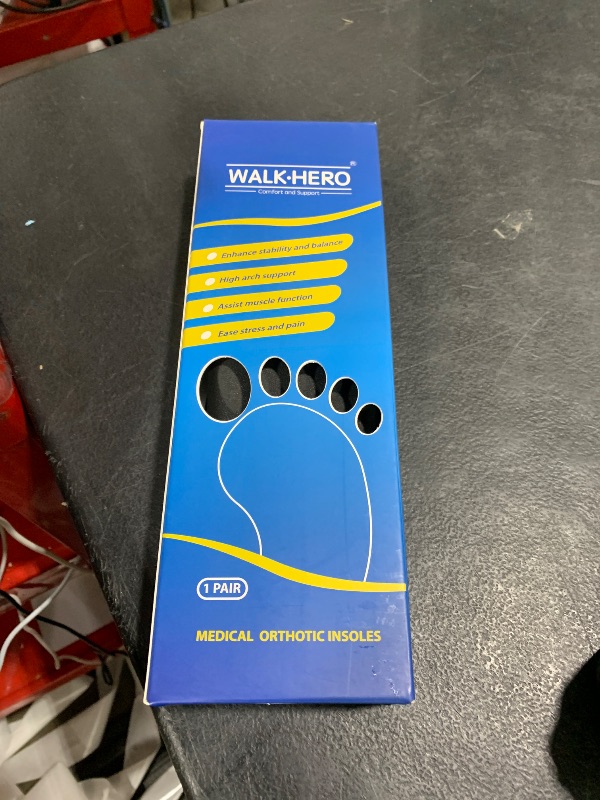 WALK·HERO®
Comfort and Support
Enhance stability and balance
High arch support
Assist muscle function
Ease stress and pain
1 PAIR
MEDICAL ORTHOTIC INSOLES